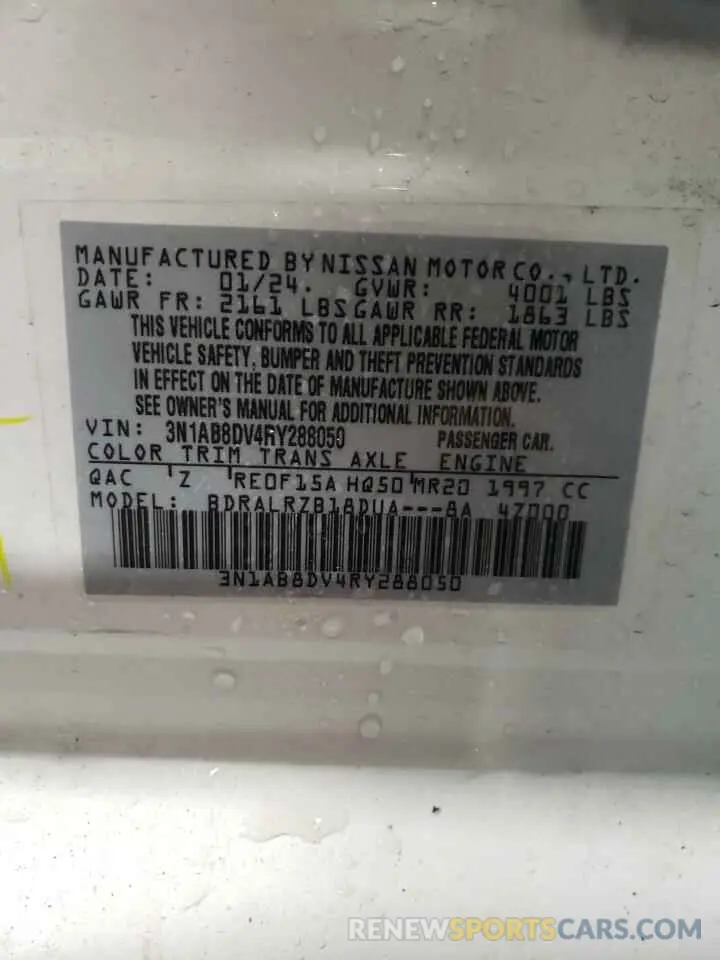 MANUFACTURED BY NISSAN MOTOR CO., LTD.
DATE: 01/24. GVWR: 4001 LBS
GAWR FR: 2161 LBS GAWR RR: 1863 LBS
THIS VEHICLE CONFORMS TO ALL APPLICABLE FEDERAL MOTOR
VEHICLE SAFETY, BUMPER AND THEFT PREVENTION STANDARDS
IN EFFECT ON THE DATE OF MANUFACTURE SHOWN ABOVE.
SEE OWNER'S MANUAL FOR ADDITIONAL INFORMATION.
VIN: 3N1AB8DV4RY288050 PASSENGER CAR.
COLOR TRIM TRANS AXLE ENGINE
QAC Z RE0F15A HQ50 MR20 1997 CC
MODEL: BDRALRZB18DUA---8A 47000
3N1AB8DV4RY288050
RENEWSPORTSCARS.COM